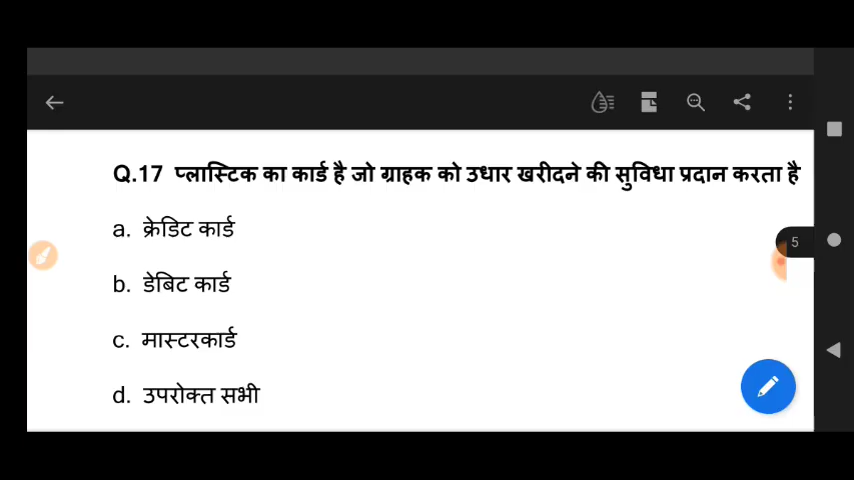 Q.17 प्लास्टिक का कार्ड है जो ग्राहक को उधार खरीदने की सुविधा प्रदान करता है
a. क्रेडिट कार्ड
5
b. डेबिट कार्ड
c. मास्टरकार्ड
d. उपरोक्त सभी